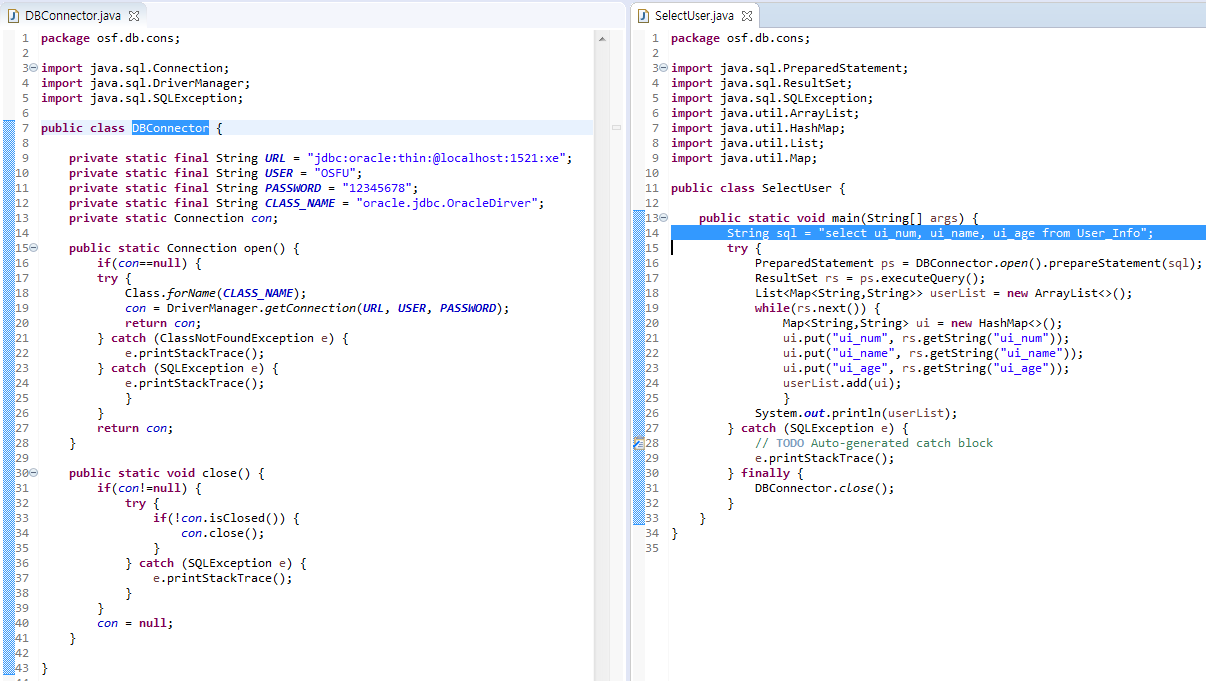 DBConnector.java
1 package osf.db.cons;
2
3 import java.sql.Connection;
4 import java.sql.DriverManager;
5 import java.sql.SQLException;
6
7 public class DBConnector {
8
9     private static final String URL = "jdbc:oracle:thin:@localhost:1521:xe";
10     private static final String USER = "OSFU";
11     private static final String PASSWORD = "12345678";
12     private static final String CLASS_NAME = "oracle.jdbc.OracleDirver";
13     private static Connection con;
14
15     public static Connection open() {
16         if(con==null) {
17         try {
18             Class.forName(CLASS_NAME);
19             con = DriverManager.getConnection(URL, USER, PASSWORD);
20             return con;
21         } catch (ClassNotFoundException e) {
22             e.printStackTrace();
23         } catch (SQLException e) {
24             e.printStackTrace();
25             }
26         }
27         return con;
28     }
29
30     public static void close() {
31         if(con!=null) {
32             try {
33                 if(!con.isClosed()) {
34                     con.close();
35                 }
36             } catch (SQLException e) {
37                 e.printStackTrace();
38             }
39         }
40         con = null;
41     }
42
43 }
SelectUser.java
1 package osf.db.cons;
2
3 import java.sql.PreparedStatement;
4 import java.sql.ResultSet;
5 import java.sql.SQLException;
6 import java.util.ArrayList;
7 import java.util.HashMap;
8 import java.util.List;
9 import java.util.Map;
10
11 public class SelectUser {
12
13     public static void main(String[] args) {
14         String sql = "select ui_num, ui_name, ui_age from User_Info";
15         try {
16             PreparedStatement ps = DBConnector.open().prepareStatement(sql);
17             ResultSet rs = ps.executeQuery();
18             List<Map<String,String>> userList = new ArrayList<>();
19             while(rs.next()) {
20                 Map<String,String> ui = new HashMap<>();
21                 ui.put("ui_num", rs.getString("ui_num"));
22                 ui.put("ui_name", rs.getString("ui_name"));
23                 ui.put("ui_age", rs.getString("ui_age"));
24                 userList.add(ui);
25                 }
26             System.out.println(userList);
27         } catch (SQLException e) {
28             // TODO Auto-generated catch block
29             e.printStackTrace();
30         } finally {
31             DBConnector.close();
32         }
33     }
34 }
35